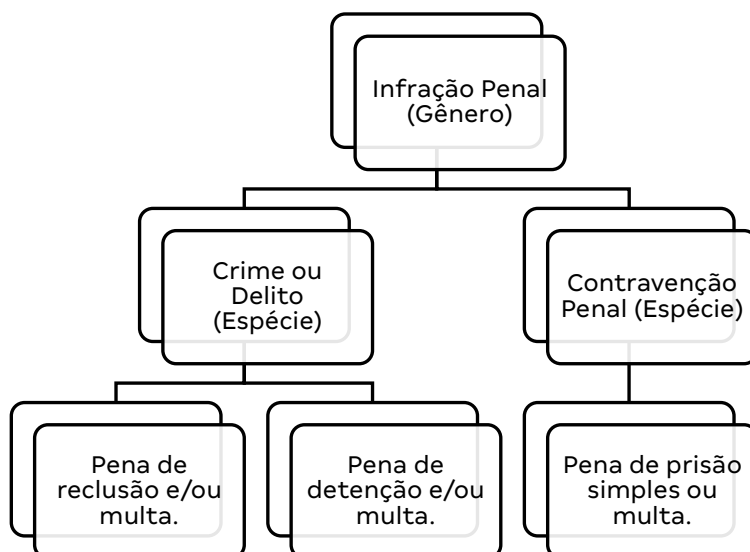 Infração Penal
(Gênero)
Crime ou
Delito
(Espécie)
Contravenção
Penal (Espécie)
Pena de
reclusão e/ou
multa.
Pena de
detenção e/ou
multa.
Pena de prisão
simples ou
multa.